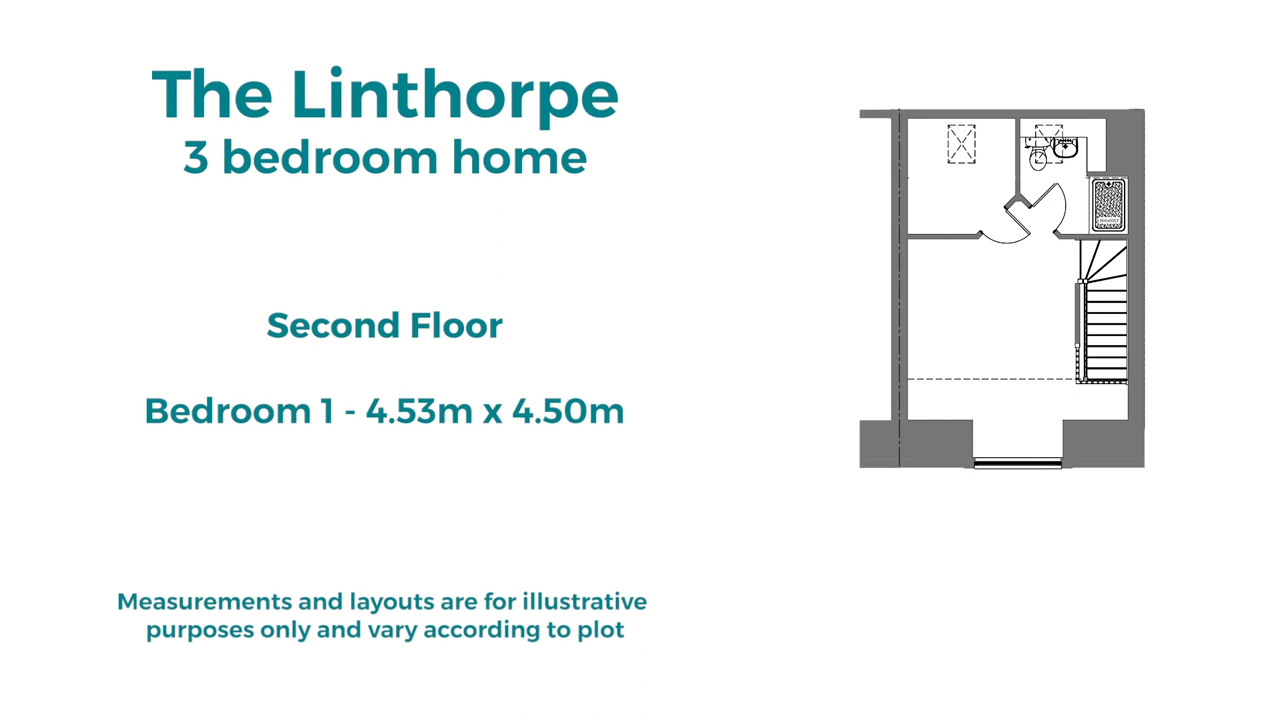 The Linthorpe
3 bedroom home
Second Floor
Bedroom 1 - 4.53m x 4.50m
Measurements and layouts are for illustrative
purposes only and vary according to plot